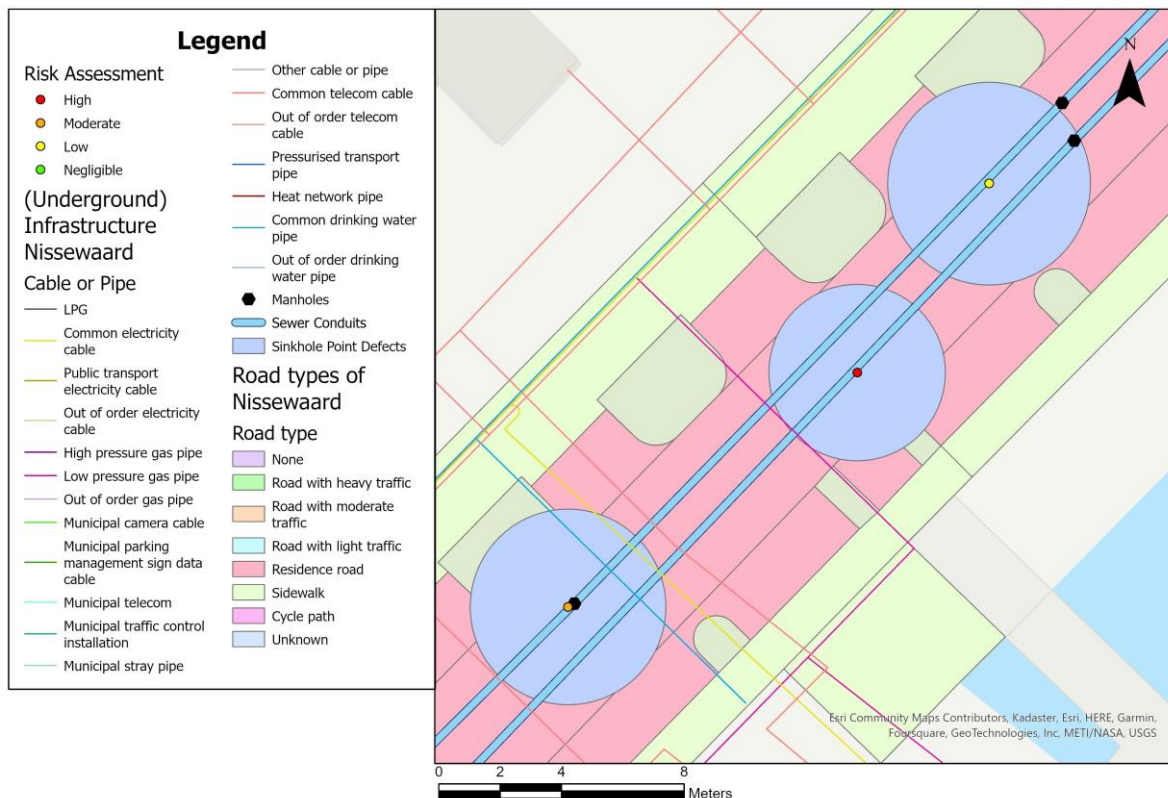 Legend
Risk Assessment
High
Moderate
Low
Negligible
(Underground)
Infrastructure
Nissewaard
Cable or Pipe
LPG
Common electricity
cable
Public transport
electricity cable
Out of order electricity
cable
High pressure gas pipe
Low pressure gas pipe
Out of order gas pipe
Municipal camera cable
Municipal parking
management sign data
cable
Municipal telecom
Municipal traffic control
installation
Municipal stray pipe
Other cable or pipe
Common telecom cable
Out of order telecom
cable
Pressurised transport
pipe
Heat network pipe
Common drinking water
pipe
Out of order drinking
water pipe
Manholes
Sewer Conduits
Sinkhole Point Defects
Road types of
Nissewaard
Road type
None
Road with heavy traffic
Road with moderate
traffic
Road with light traffic
Residence road
Sidewalk
Cycle path
Unknown
N
Esri Community Maps Contributors, Kadaster, Esri, HERE, Garmin,
Foursquare, GeoTechnologies, Inc, METI/NASA, USGS
0 2 4 8
Meters